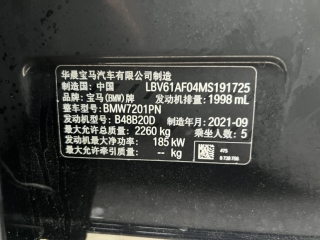 华晨宝马汽车有限公司制造
制造国: 中国 LBV61AF04MS191725
品牌: 宝马(BMW)牌 发动机排量: 1998 mL
型号: BMW7201PN
发动机型号: B48B20D 制造年月: 2021-09
最大允许总质量: 2260 kg 乘坐人数: 5
发动机最大净功率: 185 kW
最大允许牵引质量: kg
475